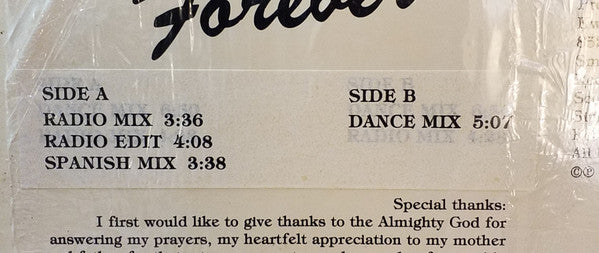 Forever
SIDE A
RADIO MIX 3:36
RADIO EDIT 4:08
SPANISH MIX 3:38
SIDE B
DANCE MIX 5:07
Special thanks:
I first would like to give thanks to the Almighty God for
answering my prayers, my heartfelt appreciation to my mother